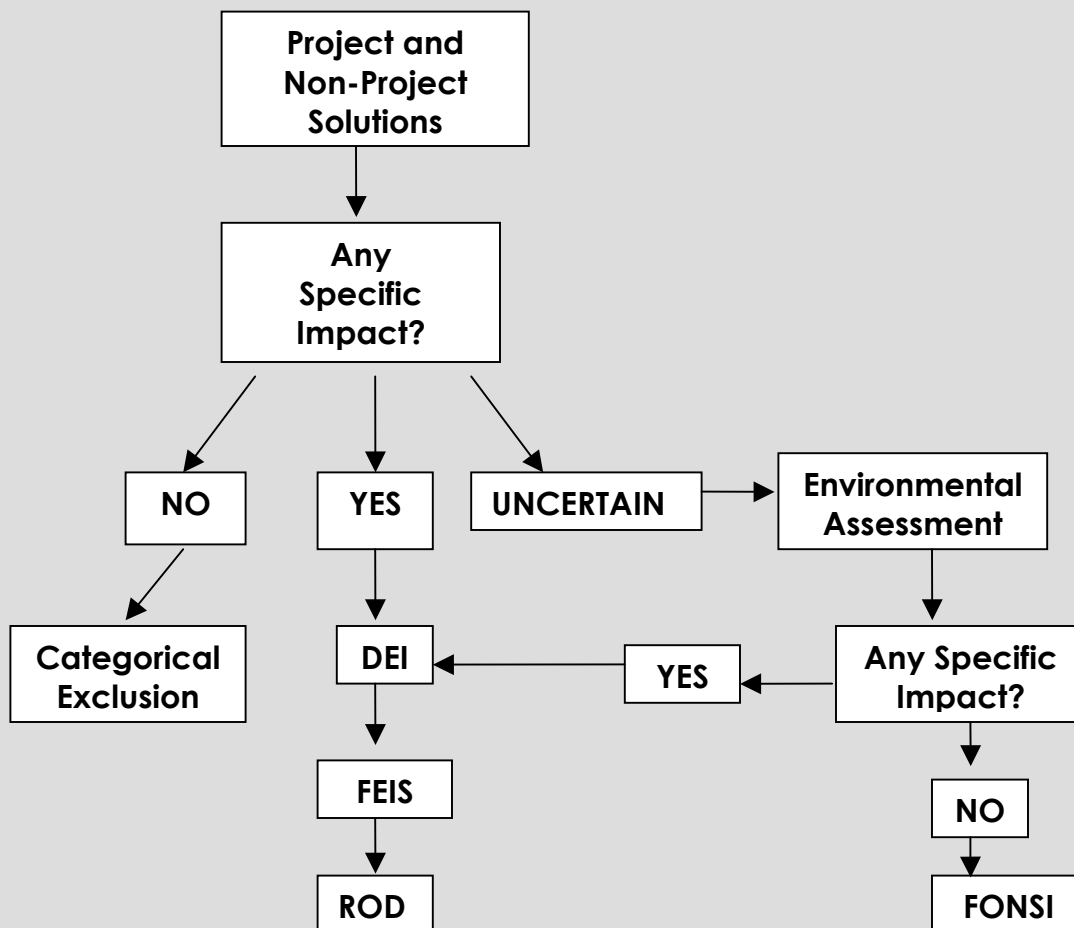 Project and
Non-Project
Solutions
Any
Specific
Impact?
NO
YES
UNCERTAIN
Environmental
Assessment
Categorical
Exclusion
DEI
YES
Any Specific
Impact?
FEIS
NO
ROD
FONSI